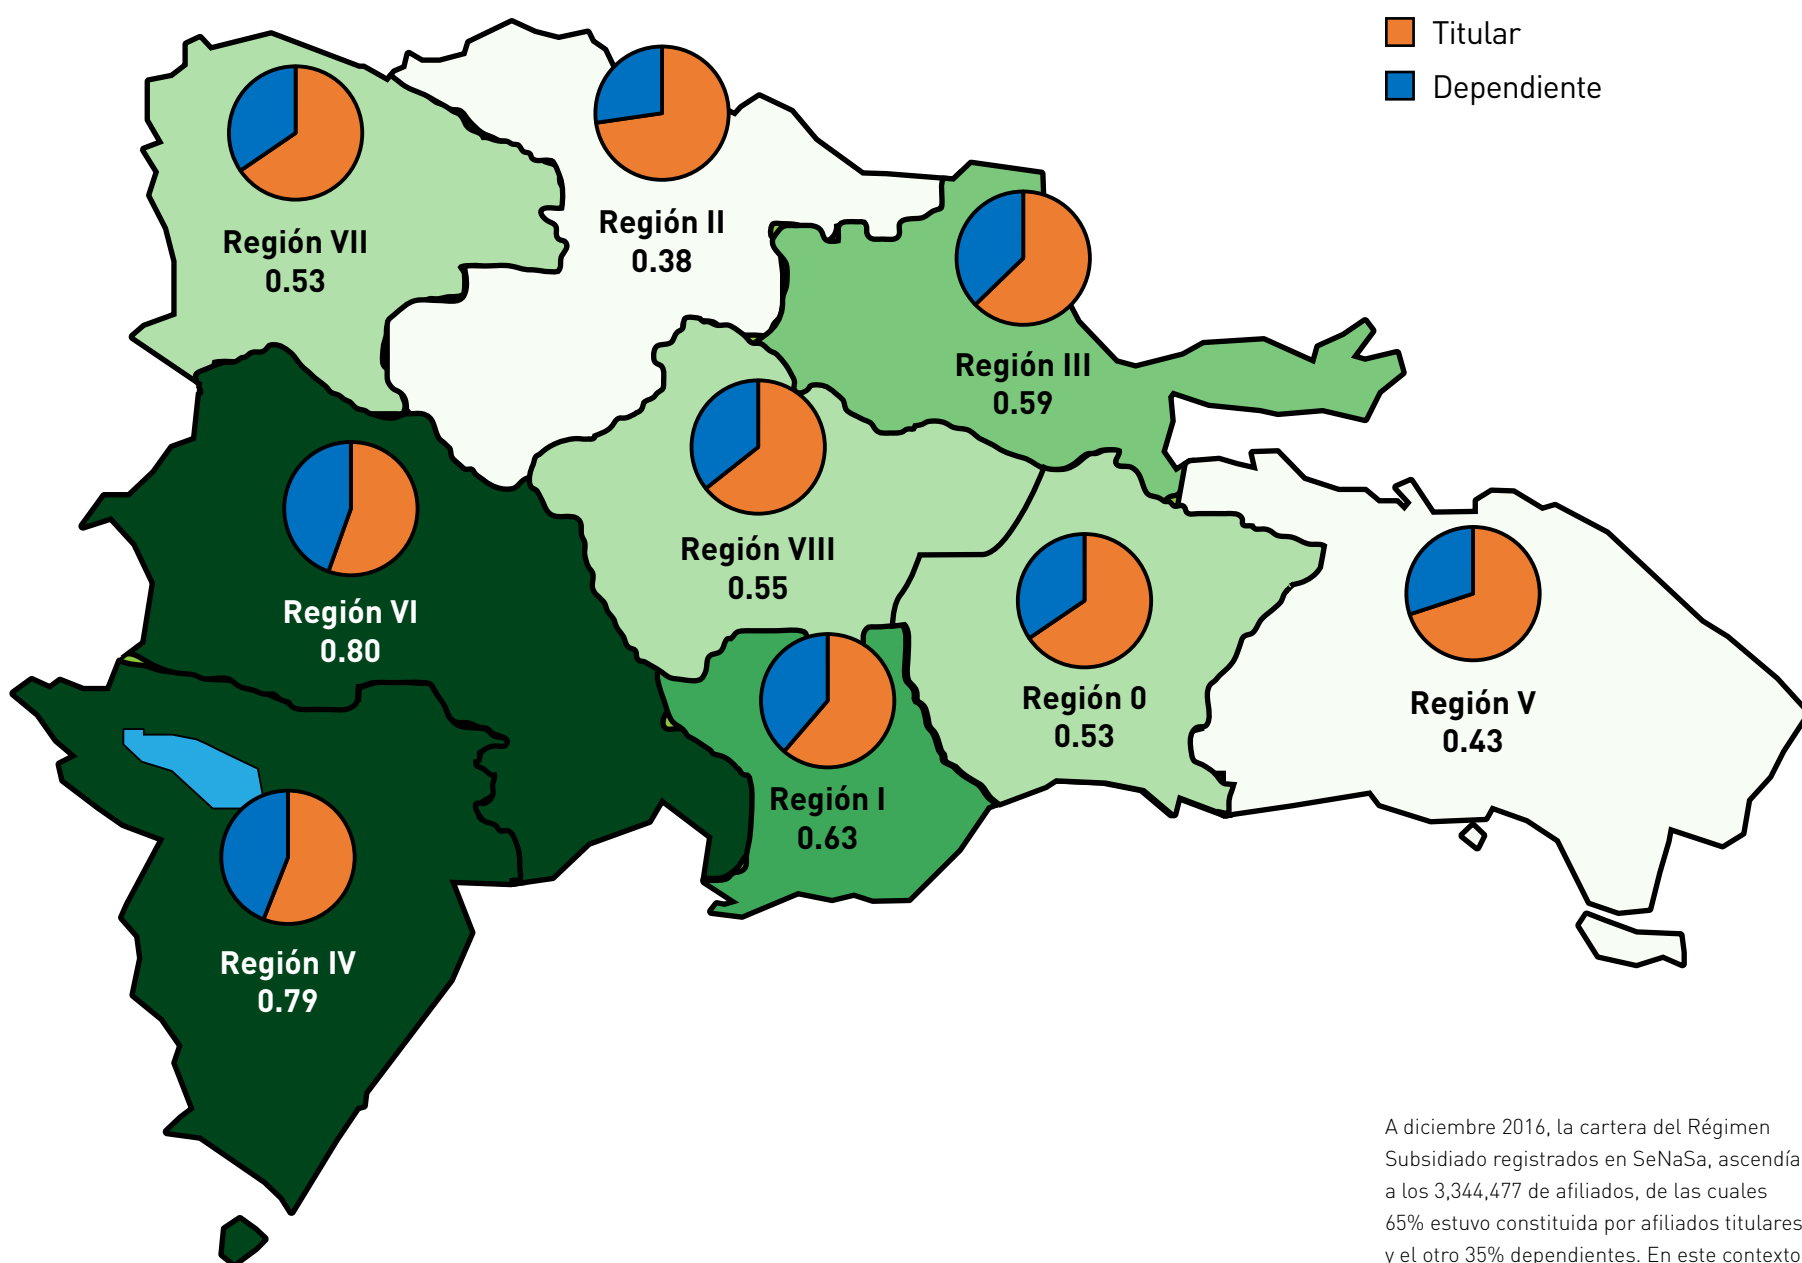 Titular
Dependiente
Región VII
0.53
Región II
0.38
Región III
0.59
Región VIII
0.55
Región VI
0.80
Región 0
0.53
Región V
0.43
Región I
0.63
Región IV
0.79
A diciembre 2016, la cartera del Régimen
Subsidiado registrados en SeNaSa, ascendía
a los 3,344,477 de afiliados, de las cuales
65% estuvo constituida por afiliados titulares
y el otro 35% dependientes. En este contexto